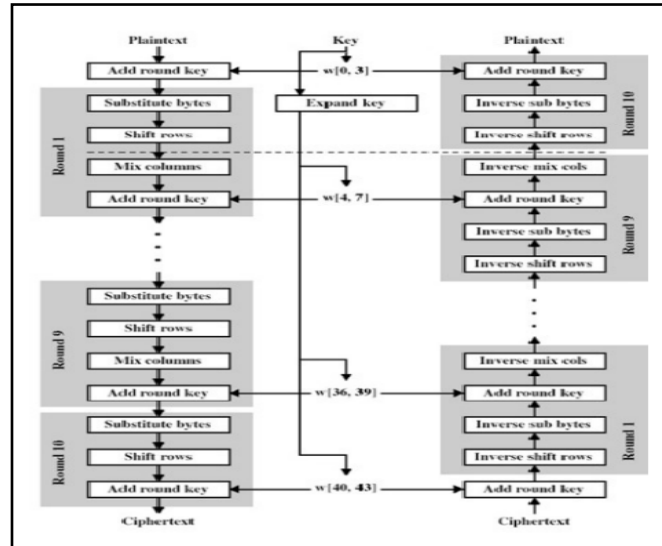 Plaintext
Add round key
Round 1
Substitute bytes
Shift rows
Mix columns
Add round key
Round 9
Substitute bytes
Shift rows
Mix columns
Add round key
Round 10
Substitute bytes
Shift rows
Add round key
Ciphertext
Key
w[0, 3]
Expand key
w[4, 7]
w[36, 39]
w[40, 43]
Plaintext
Add round key
Round 10
Inverse sub bytes
Inverse shift rows
Inverse mix cols
Round 9
Add round key
Inverse sub bytes
Inverse shift rows
Inverse mix cols
Round 1
Add round key
Inverse sub bytes
Inverse shift rows
Add round key
Ciphertext